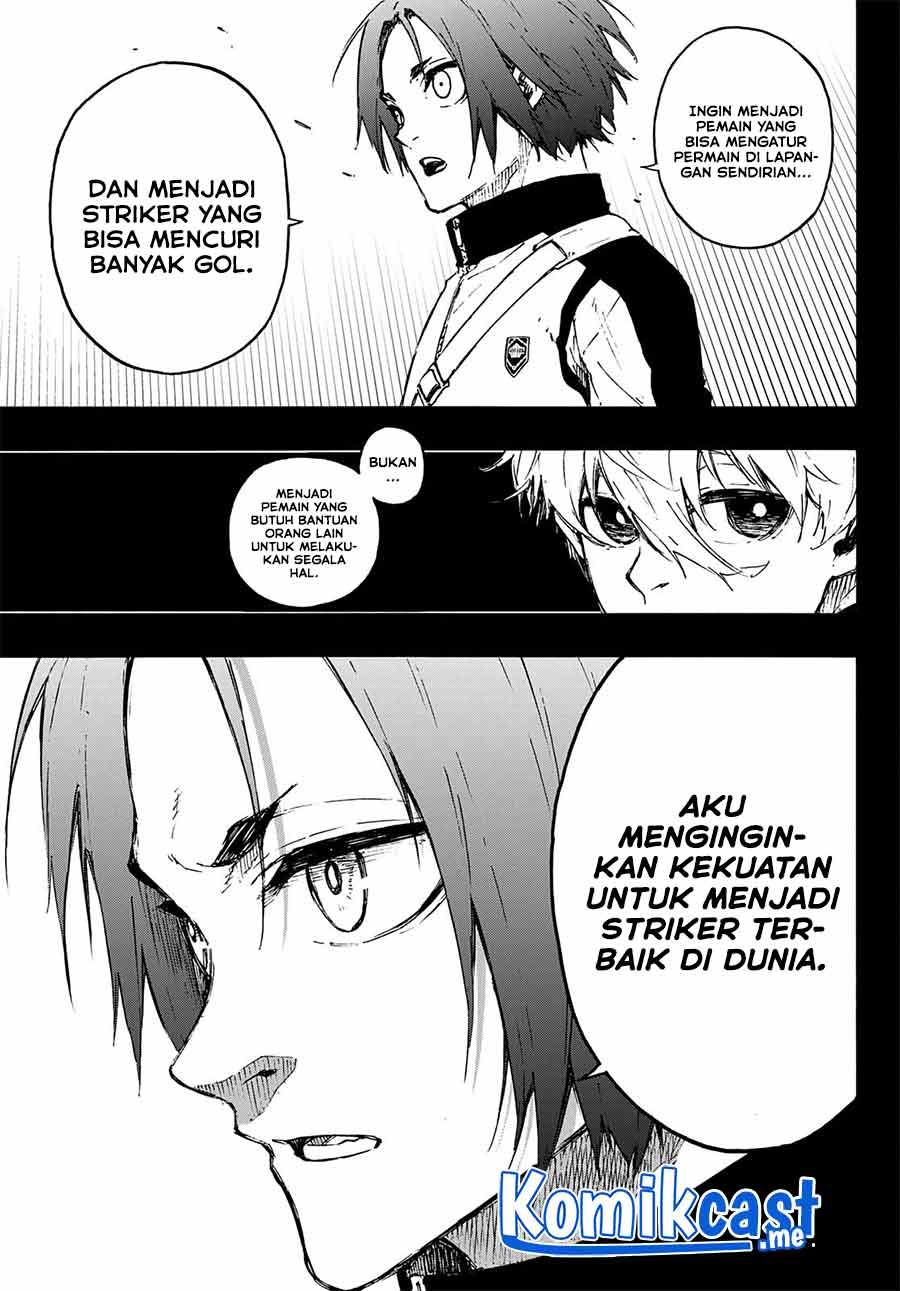 INGIN MENJADI
PEMAIN YANG
BISA MENGATUR
PERMAIN DI LAPAN-
GAN SENDIRIAN...
DAN MENJADI
STRIKER YANG
BISA MENCURI
BANYAK GOL.
BUKAN
...
MENJADI
PEMAIN YANG
BUTUH BANTUAN
ORANG LAIN
UNTUK MELAKU-
KAN SEGALA
HAL.
AKU
MENGINGIN-
KAN KEKUATAN
UNTUK MENJADI
STRIKER TER-
BAIK DI DUNIA.
Komikcast
.me